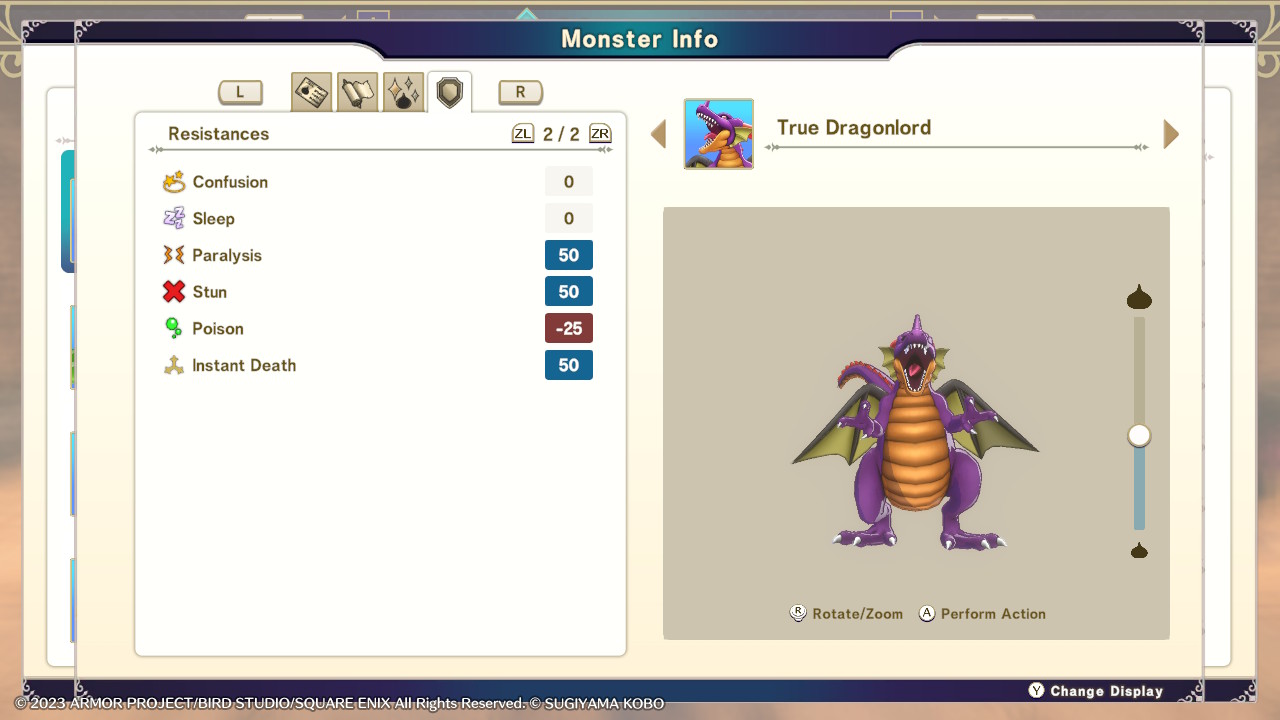 Monster Info
L
R
Resistances
ZL 2 / 2 ZR
Confusion 0
Sleep 0
Paralysis 50
Stun 50
Poison -25
Instant Death 50
True Dragonlord
R Rotate/Zoom A Perform Action
Y Change Display
© 2023 ARMOR PROJECT/BIRD STUDIO/SQUARE ENIX All Rights Reserved. © SUGIYAMA KOBO